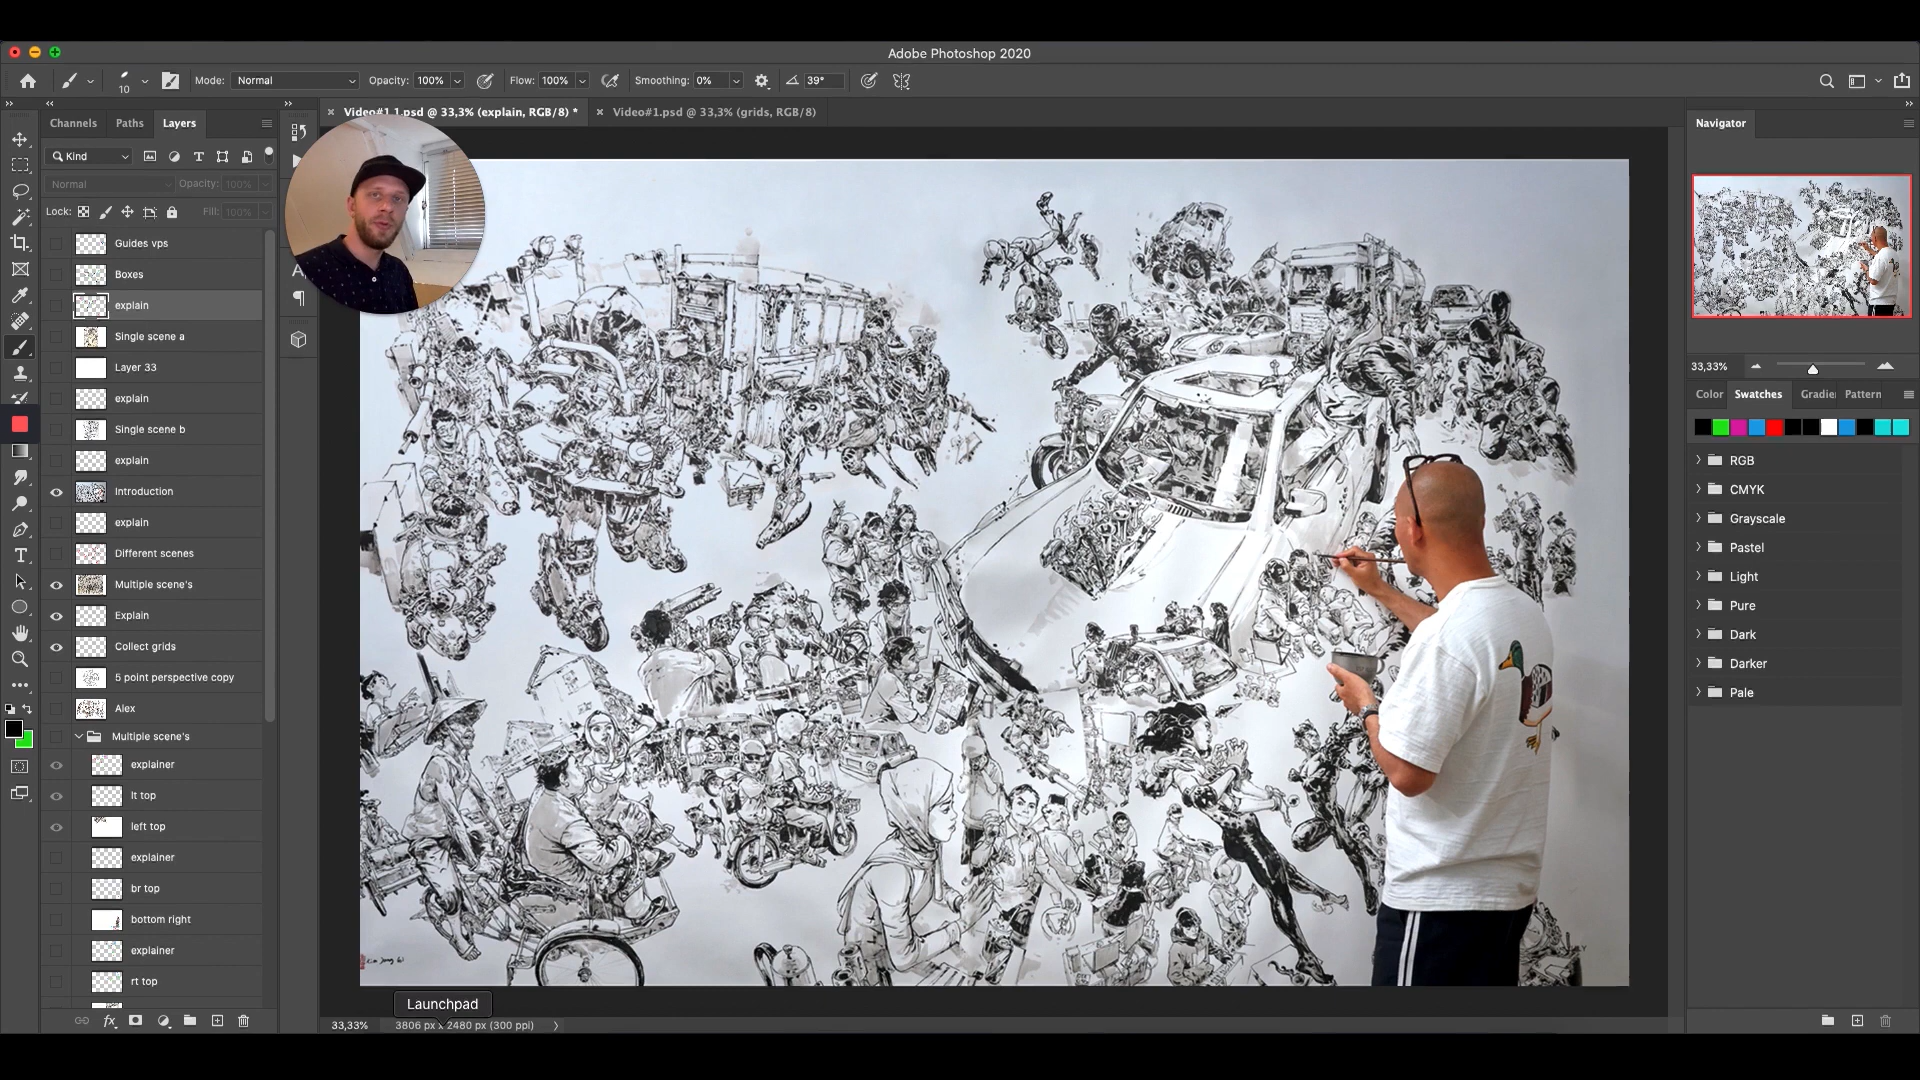 Adobe Photoshop 2020
10
Mode: Normal
Opacity: 100%
Flow: 100%
Smoothing: 0%
39°
Channels
Paths
Layers
Video#1.1.psd @ 33,3% (explain, RGB/8) *
Video#1.psd @ 33,3% (grids, RGB/8)
Navigator
Kind
Normal
Opacity: 100%
Lock:
Fill: 100%
Guides vps
Boxes
explain
Single scene a
Layer 33
explain
Single scene b
explain
Introduction
explain
Different scenes
Multiple scene's
Explain
Collect grids
5 point perspective copy
Alex
Multiple scene's
explainer
lt top
left top
explainer
br top
bottom right
explainer
rt top
fx
33,33%
Color
Swatches
Gradie
Pattern
RGB
CMYK
Grayscale
Pastel
Light
Pure
Dark
Darker
Pale
Launchpad
33,33%
3806 px x 2480 px (300 ppi)